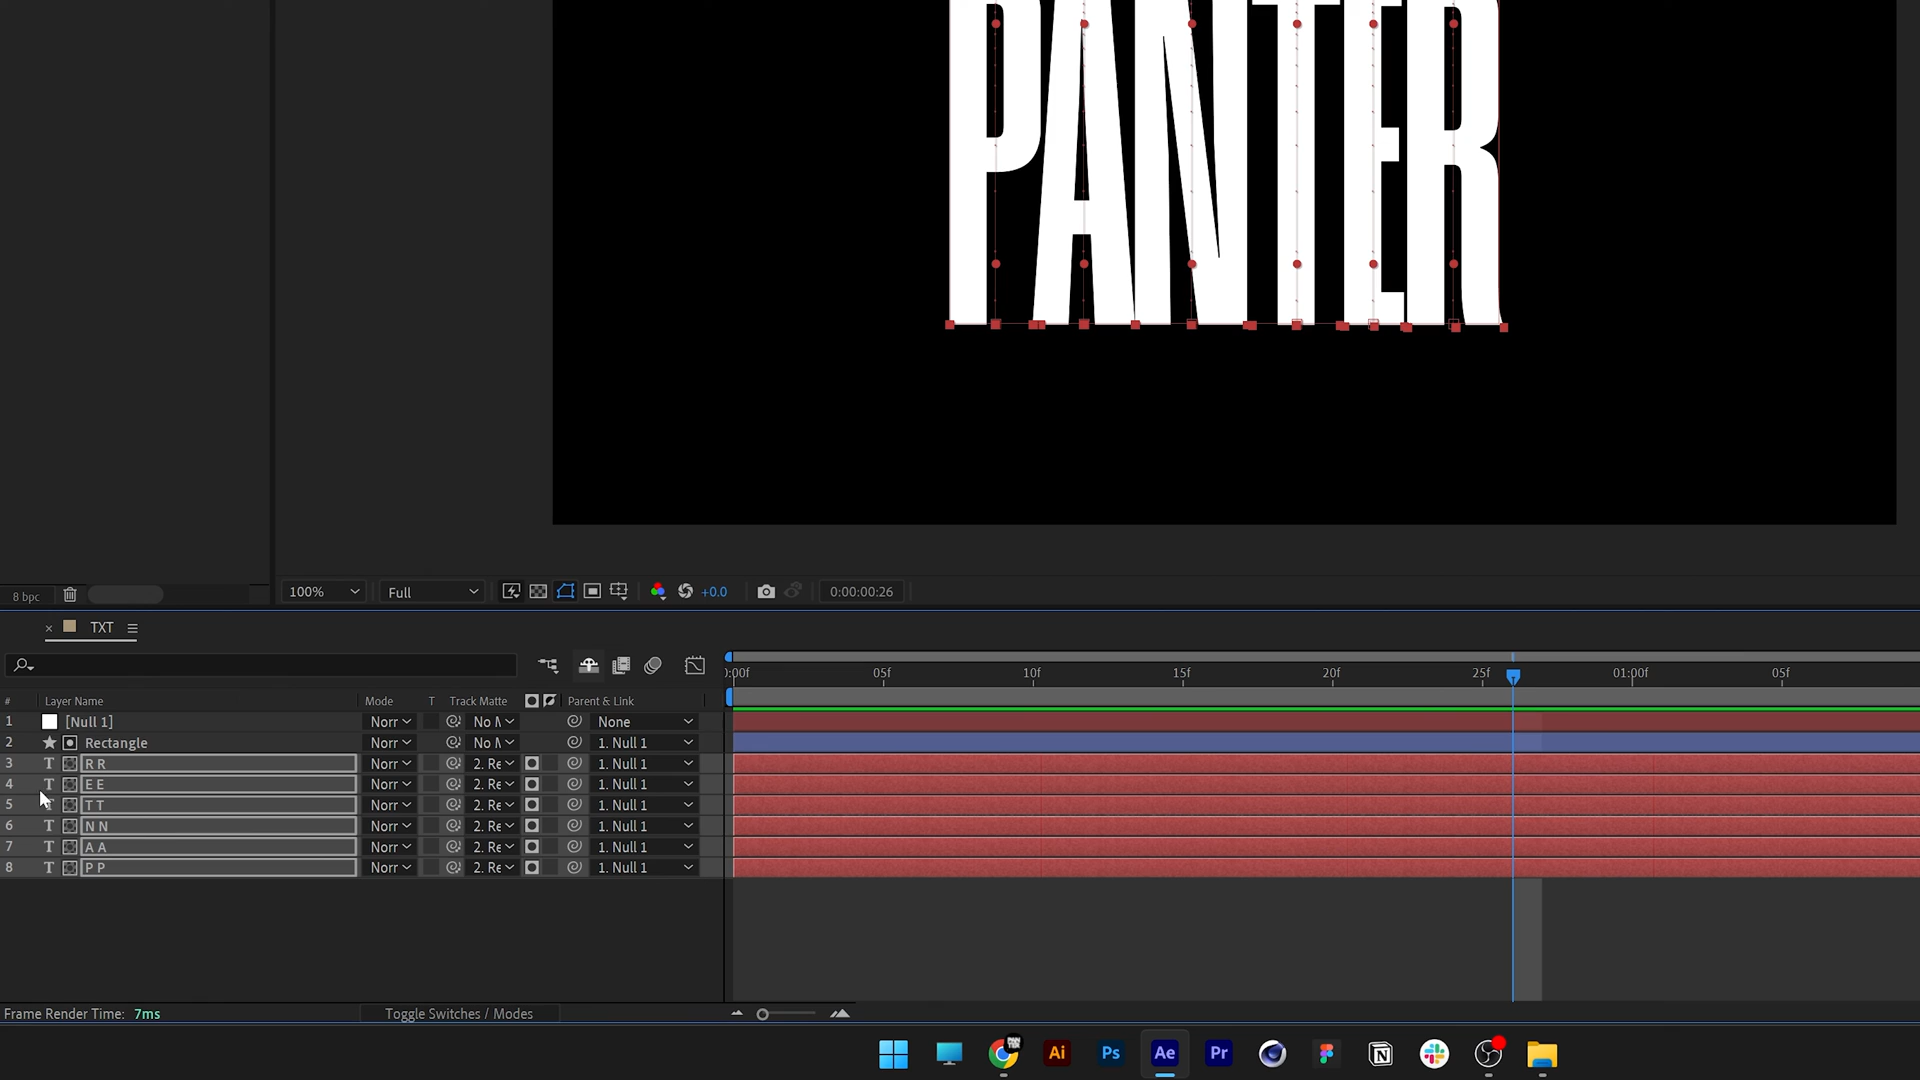 PANTER
8 bpc
100%
Full
+0.0
0:00:00:26
× TXT
):00f 05f 10f 15f 20f 25f 01:00f 05f
# Layer Name Mode T Track Matte Parent & Link
1 [Null 1] Norr No M None
2 Rectangle Norr No M 1. Null 1
3 T R R Norr 2. Re 1. Null 1
4 T E E Norr 2. Re 1. Null 1
5 T T T Norr 2. Re 1. Null 1
6 T N N Norr 2. Re 1. Null 1
7 T A A Norr 2. Re 1. Null 1
8 T P P Norr 2. Re 1. Null 1
Frame Render Time: 7ms
Toggle Switches / Modes
Ai Ps Ae Pr N